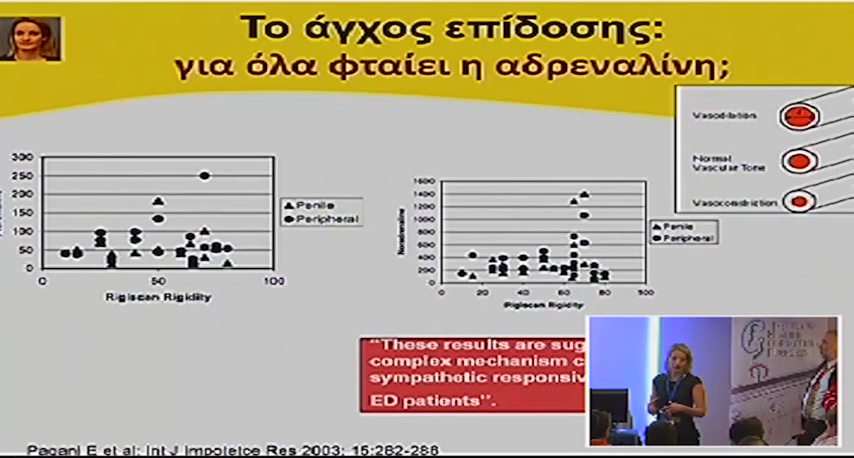 Το άγχος επίδοσης:
για όλα φταίει η αδρεναλίνη;
Vasodilation
Normal
Vascular Tone
Vasoconstriction
300
250
200
150
100
50
0
0 50 100
Rigiscan Rigidity
Penile
Peripheral
Noradrenaline
1600
1400
1200
1000
800
600
400
200
0
0 20 40 60 80 100
Rigiscan Rigidity
Penile
Peripheral
"These results are sug
complex mechanism c
sympathetic responsiv
ED patients".
Pagani E et al: Int J Impoletce Res 2003; 15:282-288